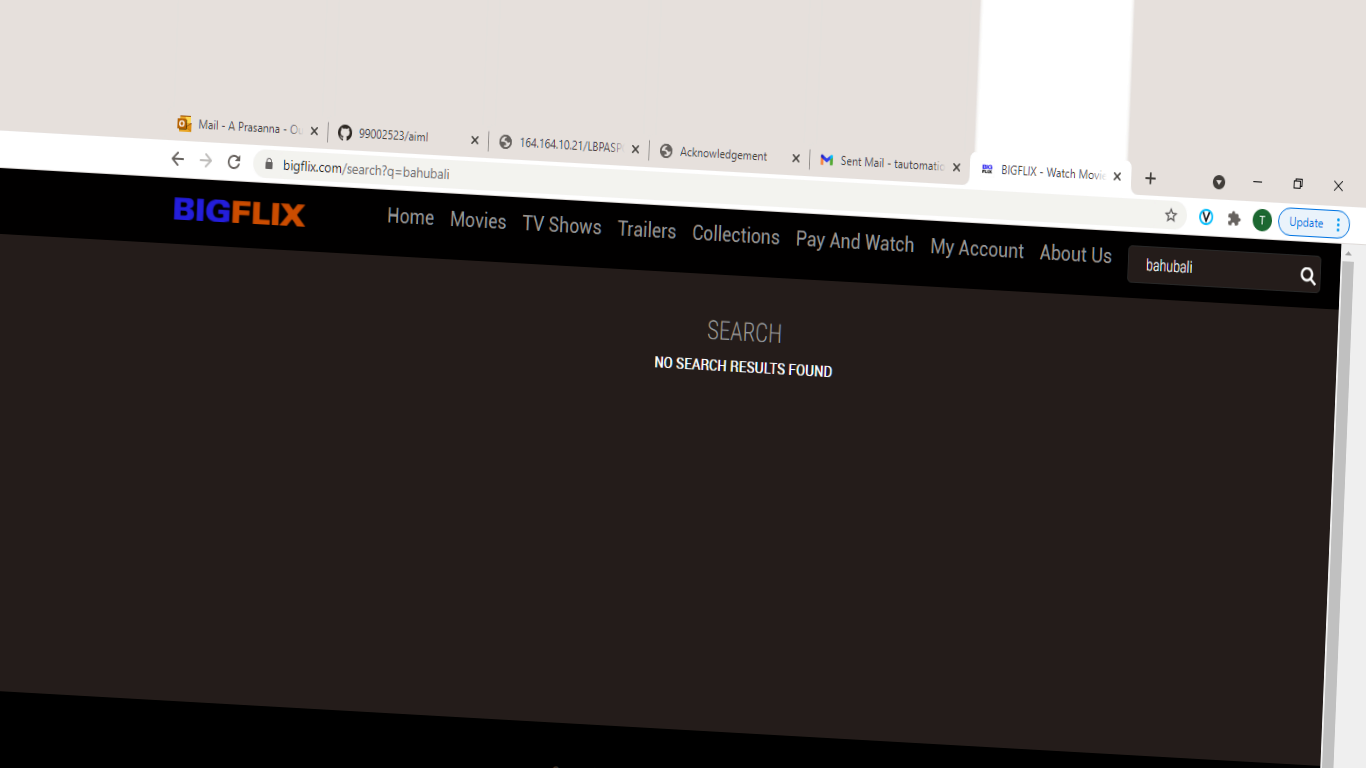 Mail - A Prasanna - Ou
99002523/aiml
164.164.10.21/LBPASP
Acknowledgement
Sent Mail - tautomatio
BIGFLIX - Watch Movie
bigflix.com/search?q=bahubali
T
Update
BIGFLIX
Home
Movies
TV Shows
Trailers
Collections
Pay And Watch
My Account
About Us
bahubali
SEARCH
NO SEARCH RESULTS FOUND